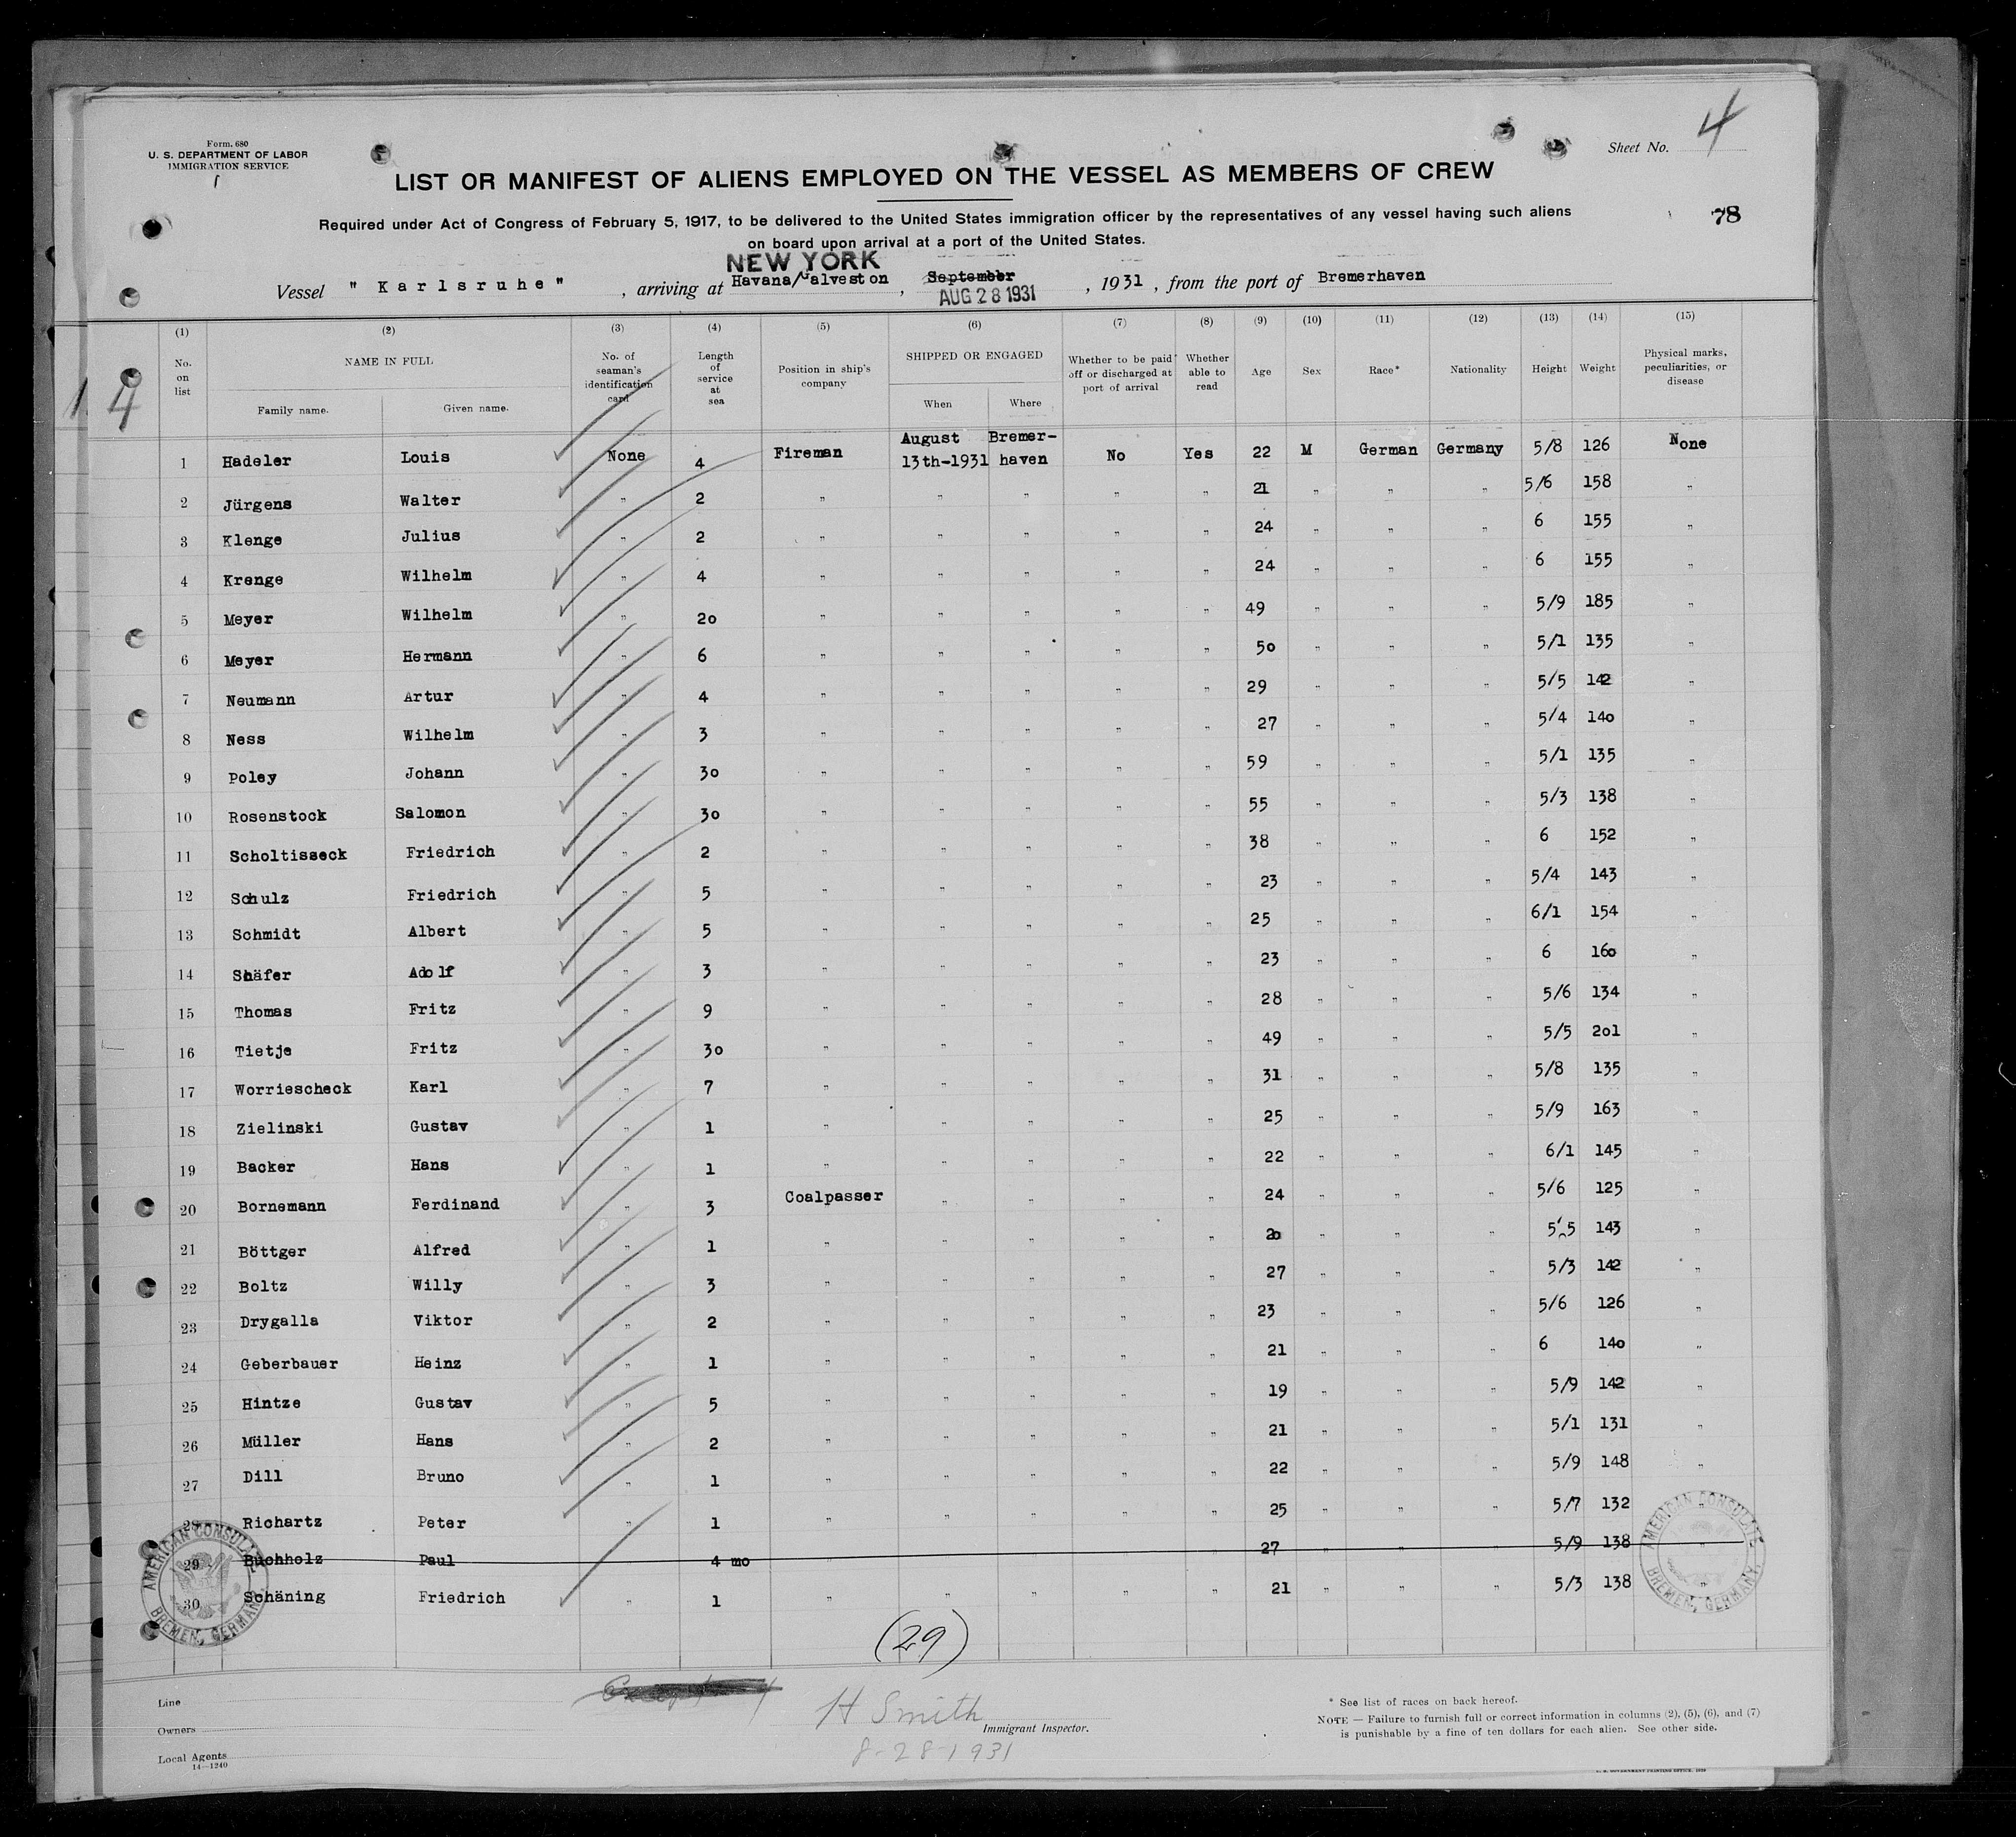 Form. 680
U. S. DEPARTMENT OF LABOR
IMMIGRATION SERVICE
Sheet No. 4
LIST OR MANIFEST OF ALIENS EMPLOYED ON THE VESSEL AS MEMBERS OF CREW
Required under Act of Congress of February 5, 1917, to be delivered to the United States immigration officer by the representatives of any vessel having such aliens
78
on board upon arrival at a port of the United States.
NEW YORK
Vessel " Karlsruhe " , arriving at Havana/Galveston , September , 1931 , from the port of Bremerhaven
AUG 28 1931
(1) (2) (3) (4) (5) (6) (7) (8) (9) (10) (11) (12) (13) (14) (15)
No. on list NAME IN FULL Family name. Given name. No. of seaman's identification card Length of service at sea Position in ship's company SHIPPED OR ENGAGED When Where Whether to be paid off or discharged at port of arrival Whether able to read Age Sex Race* Nationality Height Weight Physical marks, peculiarities, or disease
4
1 Hadeler Louis None 4 Fireman August 13th-1931 Bremer-haven No Yes 22 M German Germany 5/8 126 None
2 Jürgens Walter " 2 " " " " " 21 " " " 5/6 158 "
3 Klenge Julius " 2 " " " " " 24 " " " 6 155 "
4 Krenge Wilhelm " 4 " " " " " 24 " " " 6 155 "
5 Meyer Wilhelm " 20 " " " " " 49 " " " 5/9 185 "
6 Meyer Hermann " 6 " " " " " 50 " " " 5/1 135 "
7 Neumann Artur " 4 " " " " " 29 " " " 5/5 142 "
8 Ness Wilhelm " 3 " " " " " 27 " " " 5/4 140 "
9 Poley Johann " 30 " " " " " 59 " " " 5/1 135 "
10 Rosenstock Salomon " 30 " " " " " 55 " " " 5/3 138 "
11 Scholtisseck Friedrich " 2 " " " " " 38 " " " 6 152 "
12 Schulz Friedrich " 5 " " " " " 23 " " " 5/4 143 "
13 Schmidt Albert " 5 " " " " " 25 " " " 6/1 154 "
14 Schäfer Adolf " 3 " " " " " 23 " " " 6 160 "
15 Thomas Fritz " 9 " " " " " 28 " " " 5/6 134 "
16 Tietje Fritz " 30 " " " " " 49 " " " 5/5 201 "
17 Worriescheck Karl " 7 " " " " " 31 " " " 5/8 135 "
18 Zielinski Gustav " 1 " " " " " 25 " " " 5/9 163 "
19 Backer Hans " 1 " " " " " 22 " " " 6/1 145 "
20 Bornemann Ferdinand " 3 Coalpasser " " " " 24 " " " 5/6 125 "
21 Böttger Alfred " 1 " " " " " 20 " " " 5/5 143 "
22 Boltz Willy " 3 " " " " " 27 " " " 5/3 142 "
23 Drygalla Viktor " 2 " " " " " 23 " " " 5/6 126 "
24 Geberbauer Heinz " 1 " " " " " 21 " " " 6 140 "
25 Hintze Gustav " 5 " " " " " 19 " " " 5/9 142 "
26 Müller Hans " 2 " " " " " 21 " " " 5/1 131 "
27 Dill Bruno " 1 " " " " " 22 " " " 5/9 148 "
28 Richartz Peter " 1 " " " " " 25 " " " 5/7 132 "
29 Buchholz Paul 4 mo " " 27 " " " 5/9 138 "
30 Schäning Friedrich " 1 " " " " " 21 " " " 5/3 138 "
AMERICAN CONSULATE BREMEN, GERMANY.
AMERICAN CONSULATE BREMEN, GERMANY.
(29)
Line
Owners
Local Agents
14—1240
H Smith
Immigrant Inspector.
8-28-1931
* See list of races on back hereof.
NOTE — Failure to furnish full or correct information in columns (2), (5), (6), and (7)
is punishable by a fine of ten dollars for each alien. See other side.